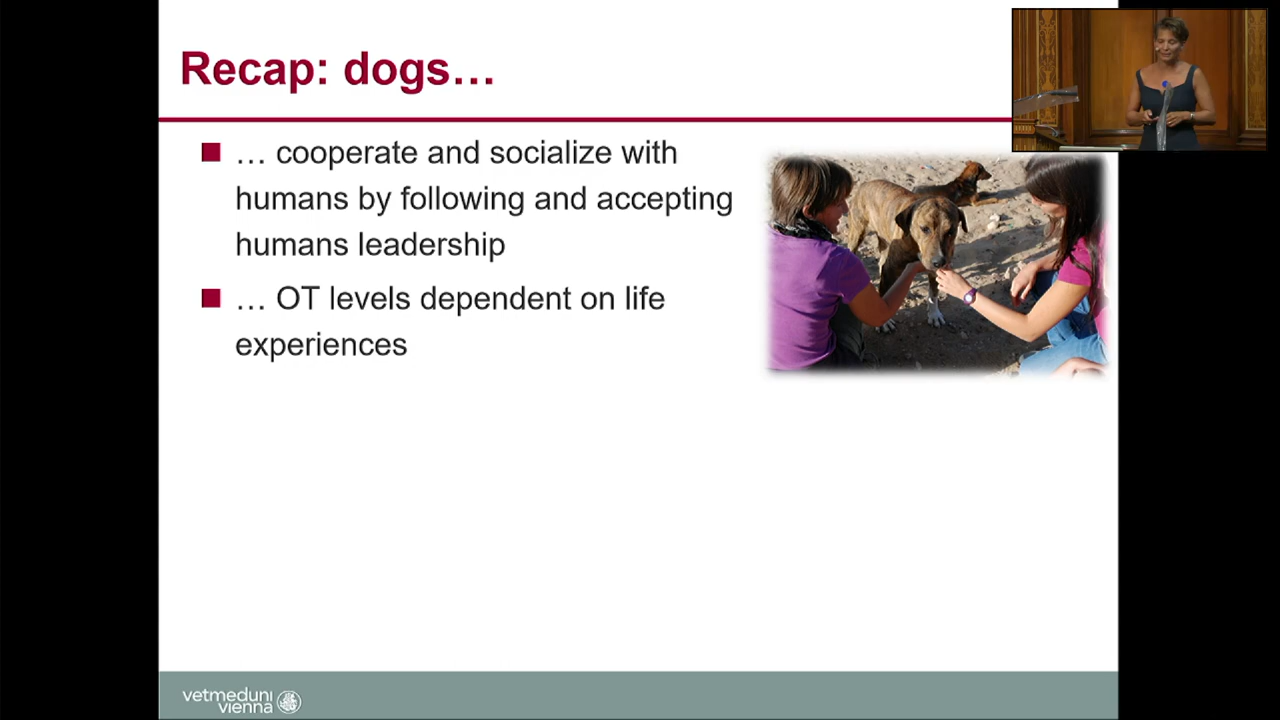 Recap: dogs…
… cooperate and socialize with
humans by following and accepting
humans leadership
… OT levels dependent on life
experiences
vetmeduni
vienna